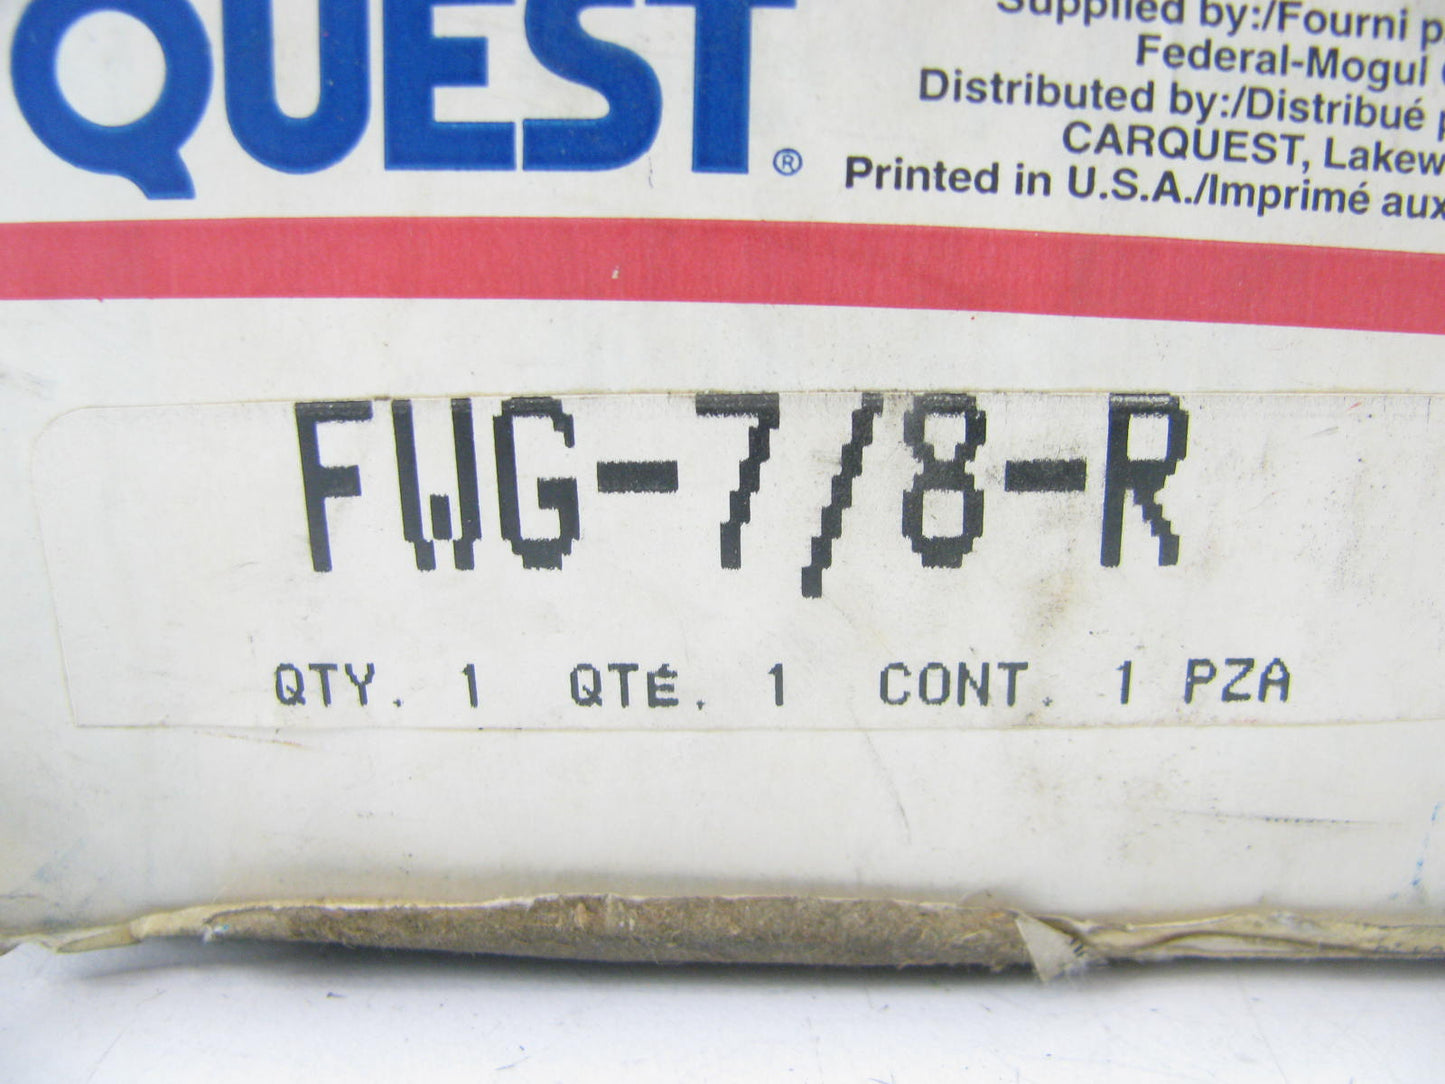 QUEST®
Supplied by:/Fourni
Federal-Mogul
Distributed by:/Distribué
CARQUEST,
Printed in U.S.A./Imprimé aux
FWG-7/8-R
QTY. 1 QTÉ. 1 CONT. 1 PZA